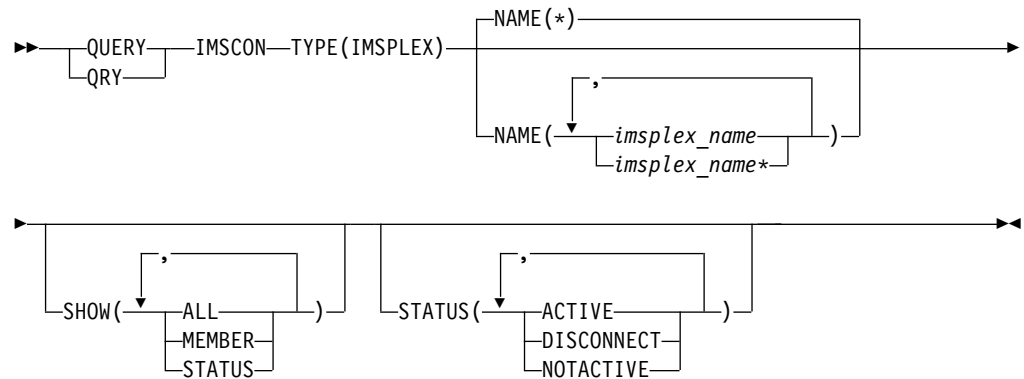 NAME(*)
QUERY IMSCON TYPE(IMSPLEX)
QRY
,
NAME( imsplex_name )
imsplex_name*
, ,
SHOW( ALL ) STATUS( ACTIVE )
MEMBER DISCONNECT
STATUS NOTACTIVE